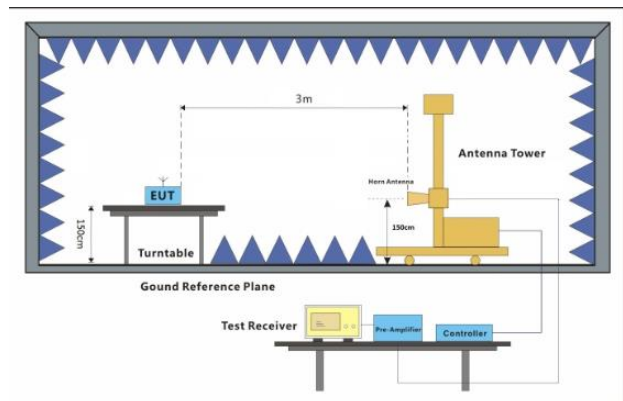 3m
Antenna Tower
Horn Antenna
EUT
150cm
150cm
Turntable
Gound Reference Plane
Test Receiver
Pre-Amplifier
Controller